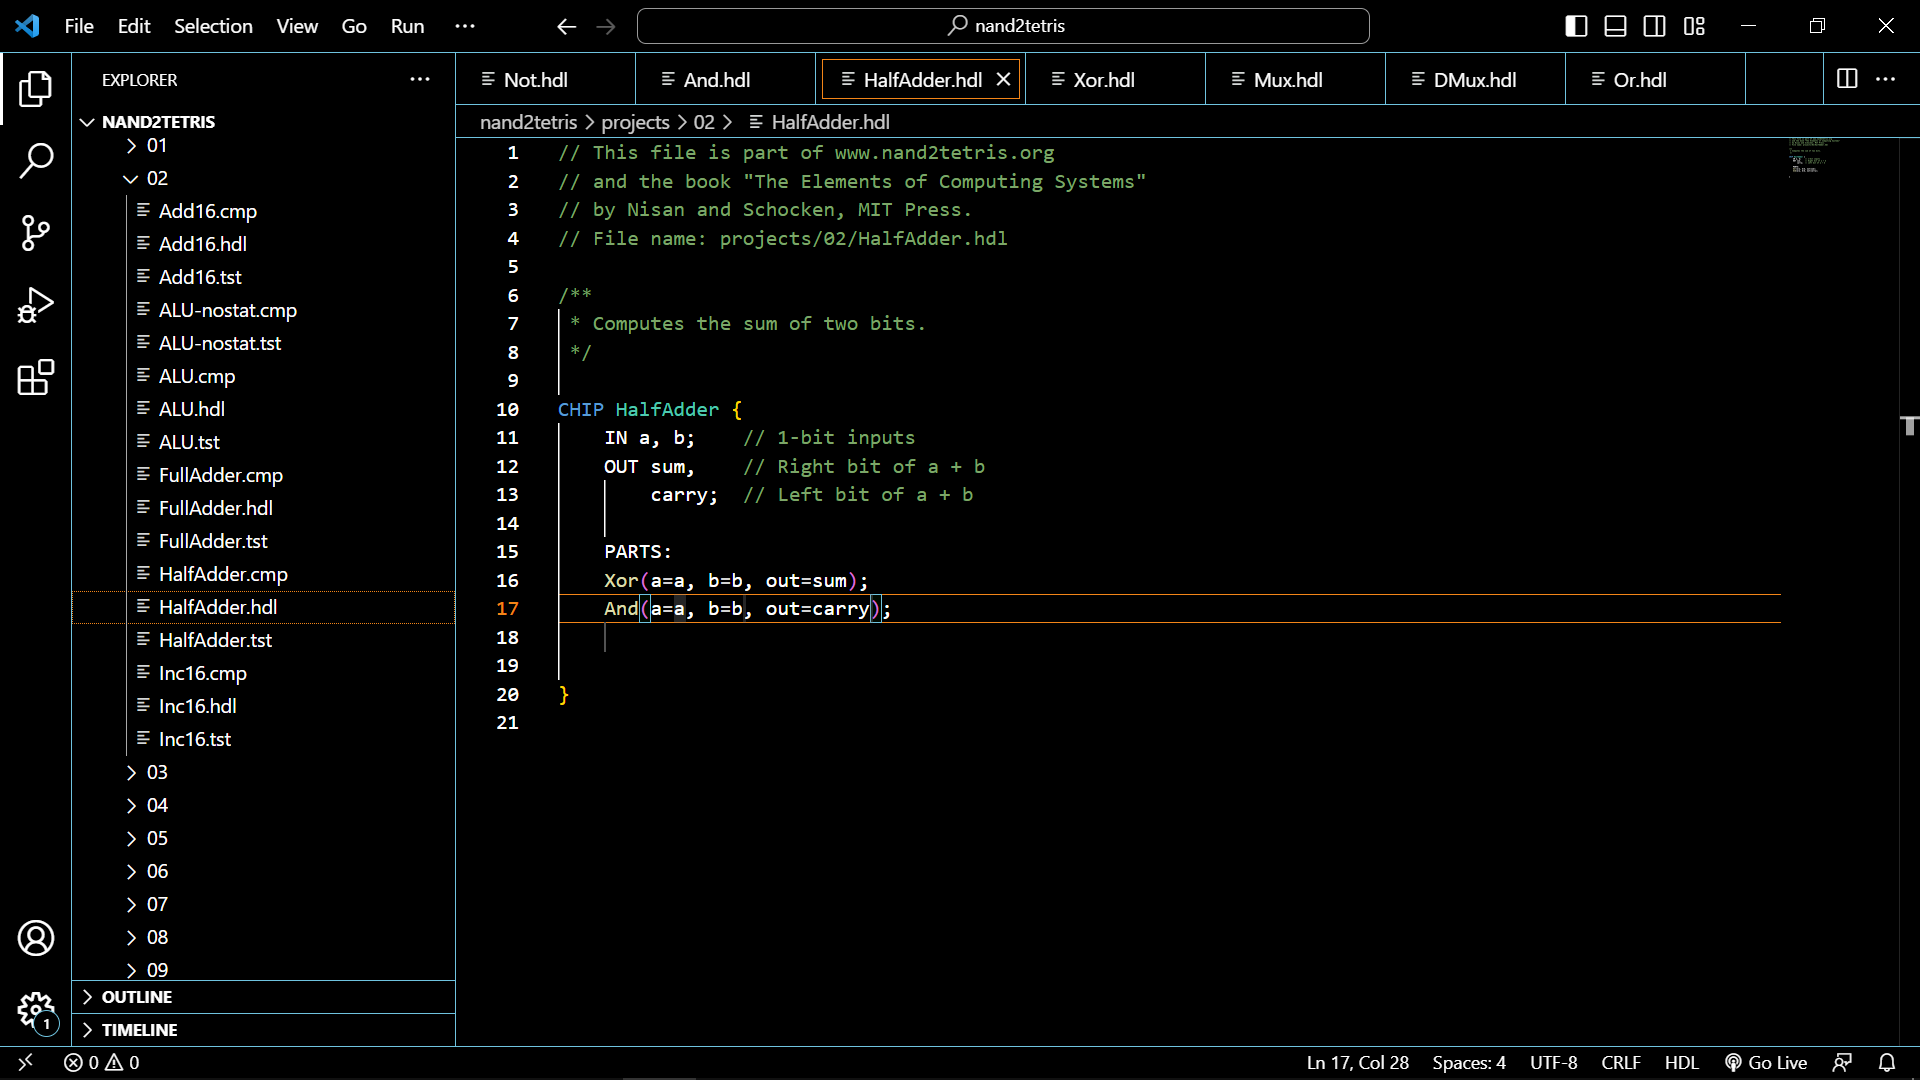 File Edit Selection View Go Run ··· nand2tetris
EXPLORER ···
NAND2TETRIS
01
02
Add16.cmp
Add16.hdl
Add16.tst
ALU-nostat.cmp
ALU-nostat.tst
ALU.cmp
ALU.hdl
ALU.tst
FullAdder.cmp
FullAdder.hdl
FullAdder.tst
HalfAdder.cmp
HalfAdder.hdl
HalfAdder.tst
Inc16.cmp
Inc16.hdl
Inc16.tst
03
04
05
06
07
08
09
OUTLINE
TIMELINE
1
Not.hdl And.hdl HalfAdder.hdl Xor.hdl Mux.hdl DMux.hdl Or.hdl ···
nand2tetris > projects > 02 > HalfAdder.hdl
1 // This file is part of www.nand2tetris.org
2 // and the book "The Elements of Computing Systems"
3 // by Nisan and Schocken, MIT Press.
4 // File name: projects/02/HalfAdder.hdl
5
6 /**
7 * Computes the sum of two bits.
8 */
9
10 CHIP HalfAdder {
11 IN a, b; // 1-bit inputs
12 OUT sum, // Right bit of a + b
13 carry; // Left bit of a + b
14
15 PARTS:
16 Xor(a=a, b=b, out=sum);
17 And(a=a, b=b, out=carry);
18
19
20 }
21
0 0 Ln 17, Col 28 Spaces: 4 UTF-8 CRLF HDL Go Live